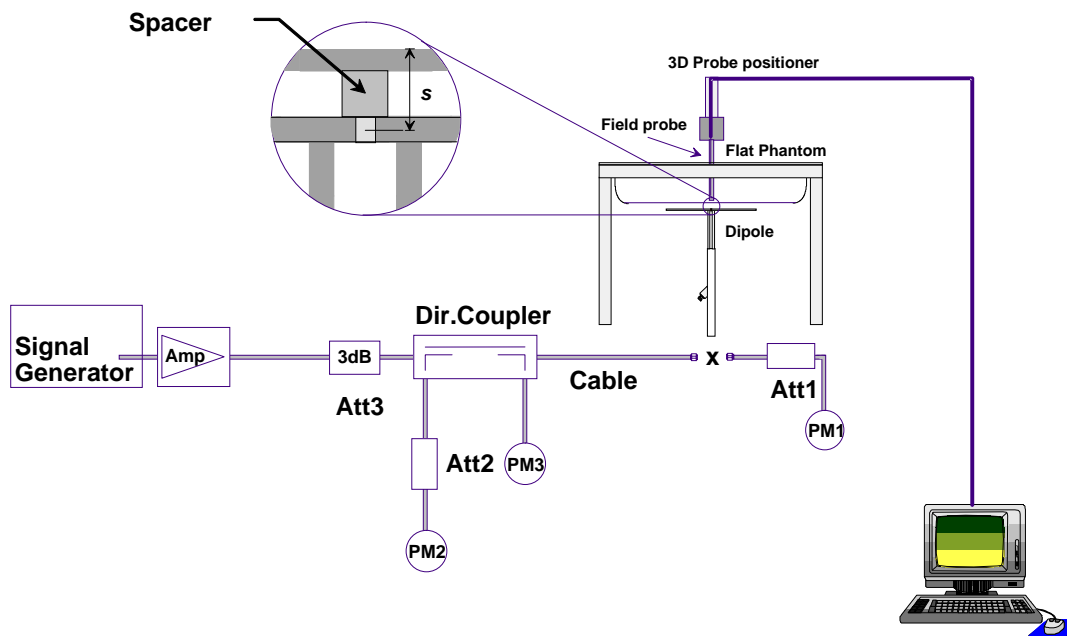 Spacer
s
3D Probe positioner
Field probe
Flat Phantom
Dipole
Dir.Coupler
Signal
Generator
Amp
3dB
Att3
Cable
x
Att1
PM1
Att2
PM3
PM2